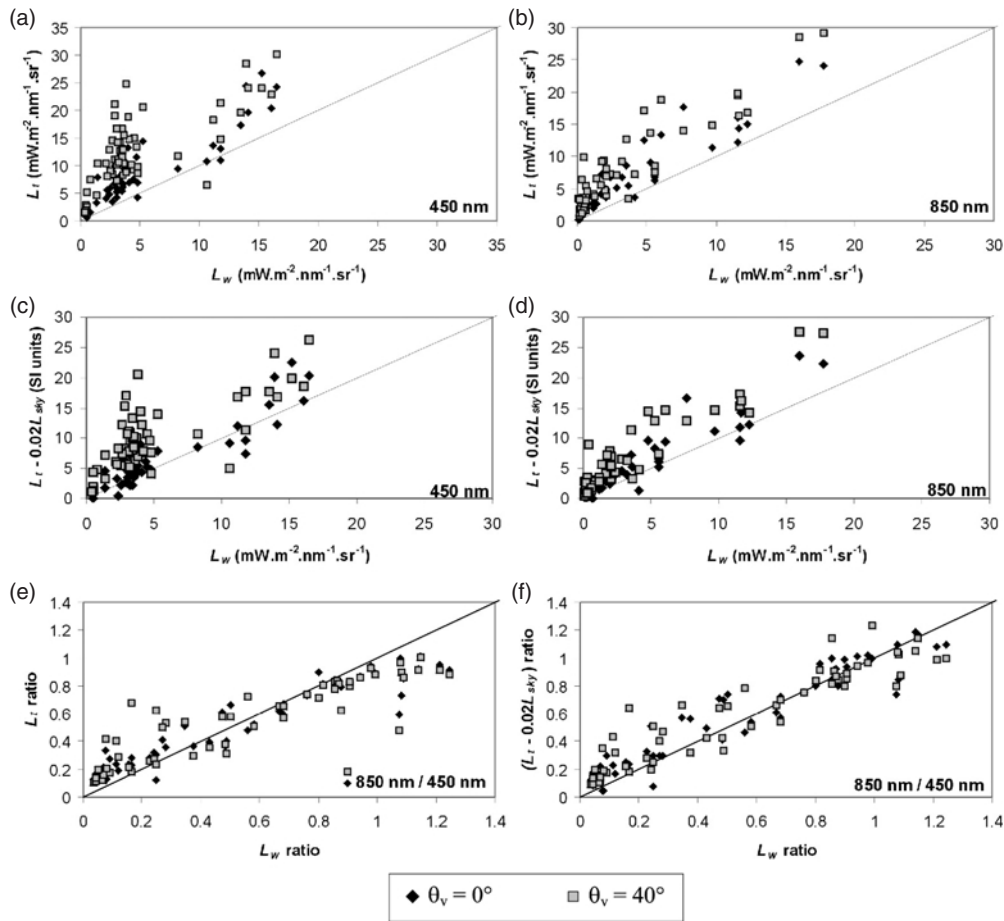 (a)
35
30
25
20
15
10
5
0
L_t (mW.m⁻².nm⁻¹.sr⁻¹)
450 nm
0 5 10 15 20 25 30 35
L_w (mW.m⁻².nm⁻¹.sr⁻¹)
(b)
30
25
20
15
10
5
0
L_t (mW.m⁻².nm⁻¹.sr⁻¹)
850 nm
0 5 10 15 20 25 30
L_w (mW.m⁻².nm⁻¹.sr⁻¹)
(c)
30
25
20
15
10
5
0
L_t - 0.02L_sky (SI units)
450 nm
0 5 10 15 20 25 30
L_w (mW.m⁻².nm⁻¹.sr⁻¹)
(d)
30
25
20
15
10
5
0
L_t - 0.02L_sky (SI units)
850 nm
0 5 10 15 20 25 30
L_w (mW.m⁻².nm⁻¹.sr⁻¹)
(e)
1.4
1.2
1
0.8
0.6
0.4
0.2
0
L_t ratio
850 nm / 450 nm
0 0.2 0.4 0.6 0.8 1 1.2 1.4
L_w ratio
(f)
1.4
1.2
1
0.8
0.6
0.4
0.2
0
(L_t - 0.02L_sky) ratio
850 nm / 450 nm
0 0.2 0.4 0.6 0.8 1 1.2 1.4
L_w ratio
θ_v = 0° θ_v = 40°